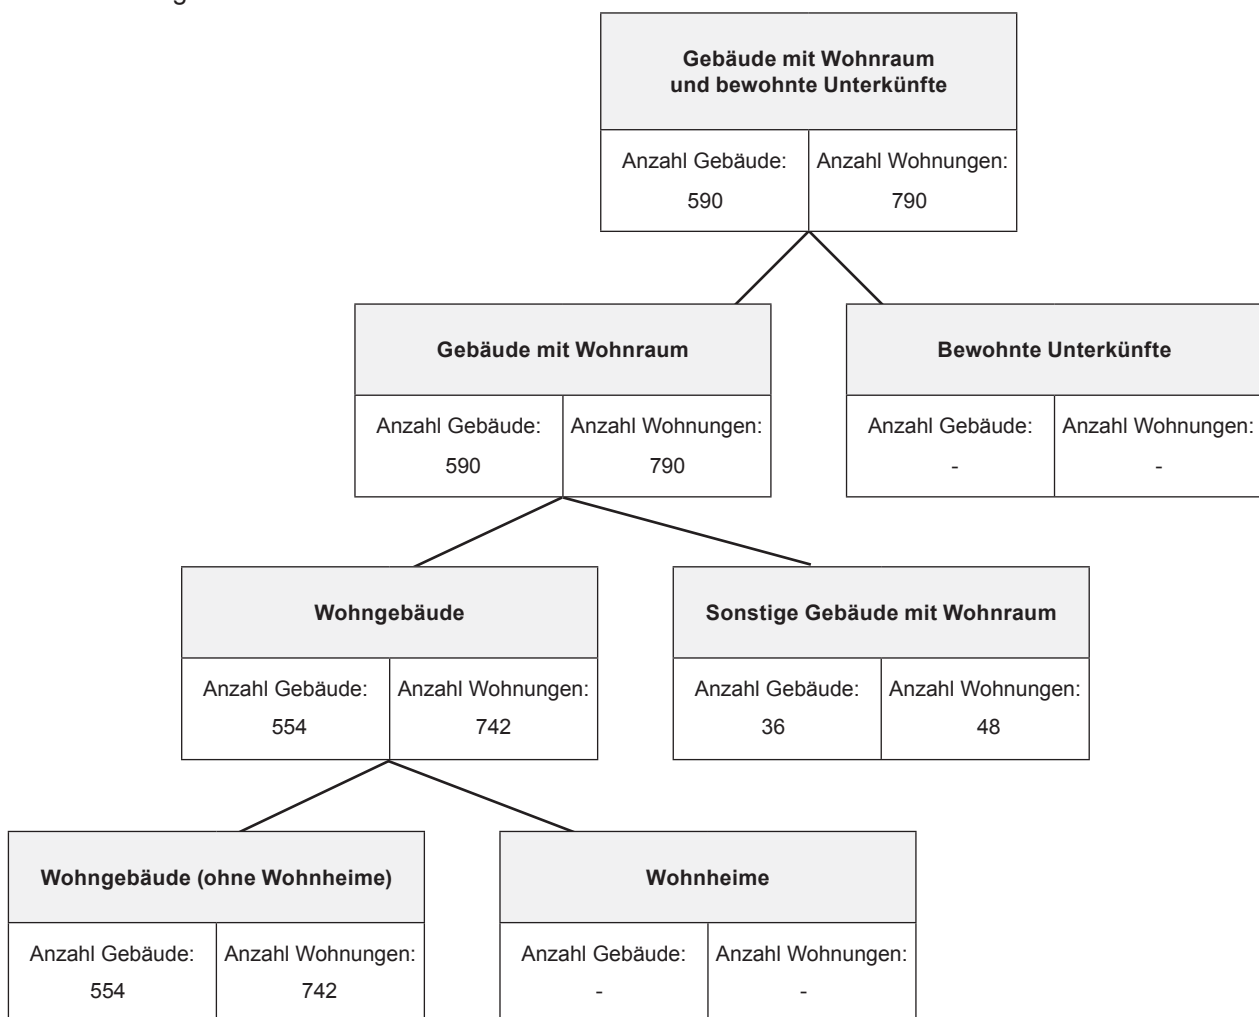 Gebäude mit Wohnraum
und bewohnte Unterkünfte
Anzahl Gebäude: Anzahl Wohnungen:
590 790
Gebäude mit Wohnraum
Anzahl Gebäude: Anzahl Wohnungen:
590 790
Bewohnte Unterkünfte
Anzahl Gebäude: Anzahl Wohnungen:
- -
Wohngebäude
Anzahl Gebäude: Anzahl Wohnungen:
554 742
Sonstige Gebäude mit Wohnraum
Anzahl Gebäude: Anzahl Wohnungen:
36 48
Wohngebäude (ohne Wohnheime)
Anzahl Gebäude: Anzahl Wohnungen:
554 742
Wohnheime
Anzahl Gebäude: Anzahl Wohnungen:
- -